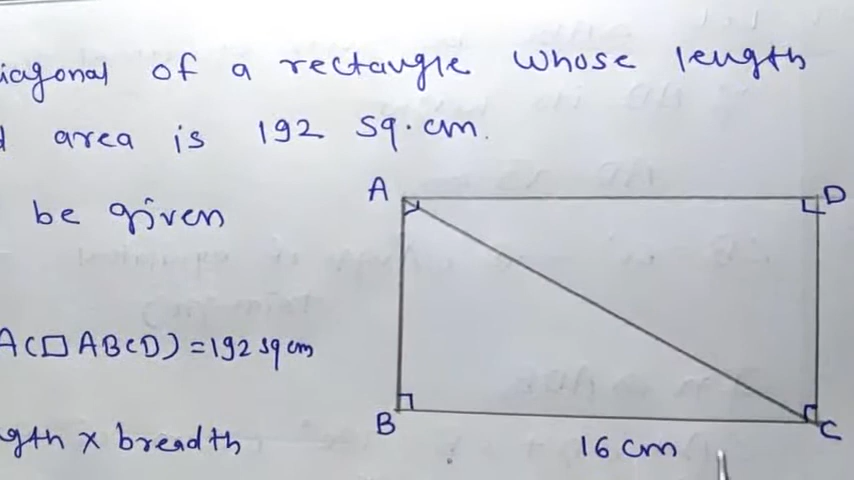 iagonal of a rectangle whose length
area is 192 sq.cm.
be given
A D
A(□ ABCD) = 192 sq cm
B C
gth × breadth
16 cm